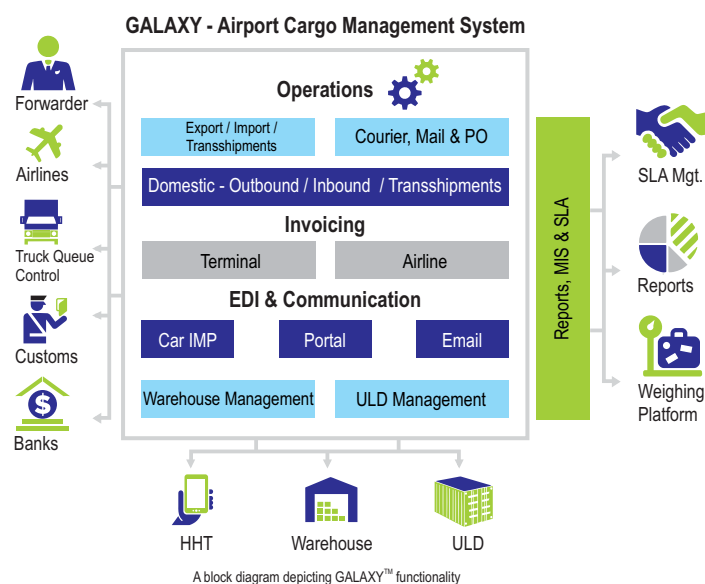 GALAXY - Airport Cargo Management System
Forwarder
Airlines
Truck Queue
Control
Customs
$
Banks
Operations
Export / Import /
Transshipments
Courier, Mail & PO
Domestic - Outbound / Inbound / Transshipments
Invoicing
Terminal
Airline
EDI & Communication
Car IMP
Portal
Email
Warehouse Management
ULD Management
Reports, MIS & SLA
SLA Mgt.
Reports
Weighing
Platform
HHT
Warehouse
ULD
A block diagram depicting GALAXY™ functionality